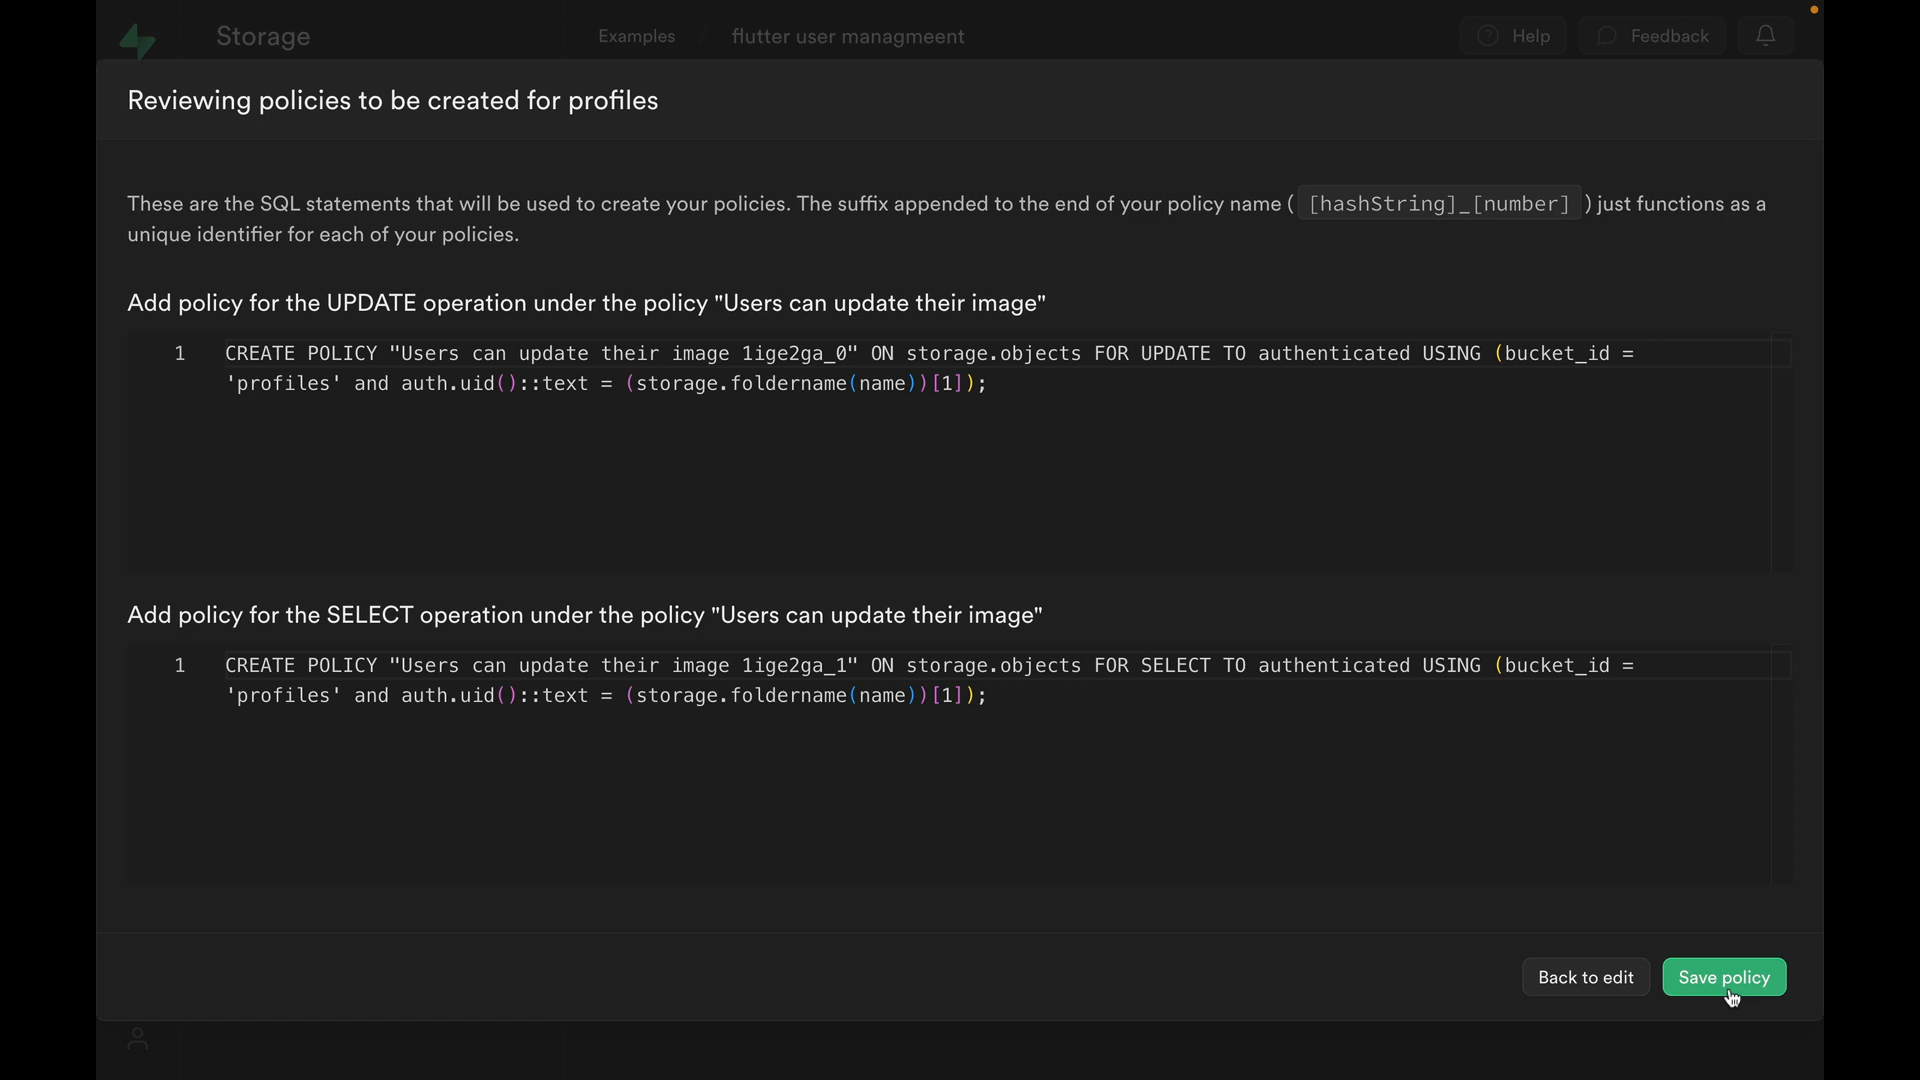 Storage
Examples / flutter user managmeent
Help
Feedback
Reviewing policies to be created for profiles
These are the SQL statements that will be used to create your policies. The suffix appended to the end of your policy name ( [hashString]_[number] ) just functions as a
unique identifier for each of your policies.
Add policy for the UPDATE operation under the policy "Users can update their image"
1 CREATE POLICY "Users can update their image 1ige2ga_0" ON storage.objects FOR UPDATE TO authenticated USING (bucket_id =
'profiles' and auth.uid()::text = (storage.foldername(name))[1]);
Add policy for the SELECT operation under the policy "Users can update their image"
1 CREATE POLICY "Users can update their image 1ige2ga_1" ON storage.objects FOR SELECT TO authenticated USING (bucket_id =
'profiles' and auth.uid()::text = (storage.foldername(name))[1]);
Back to edit
Save policy